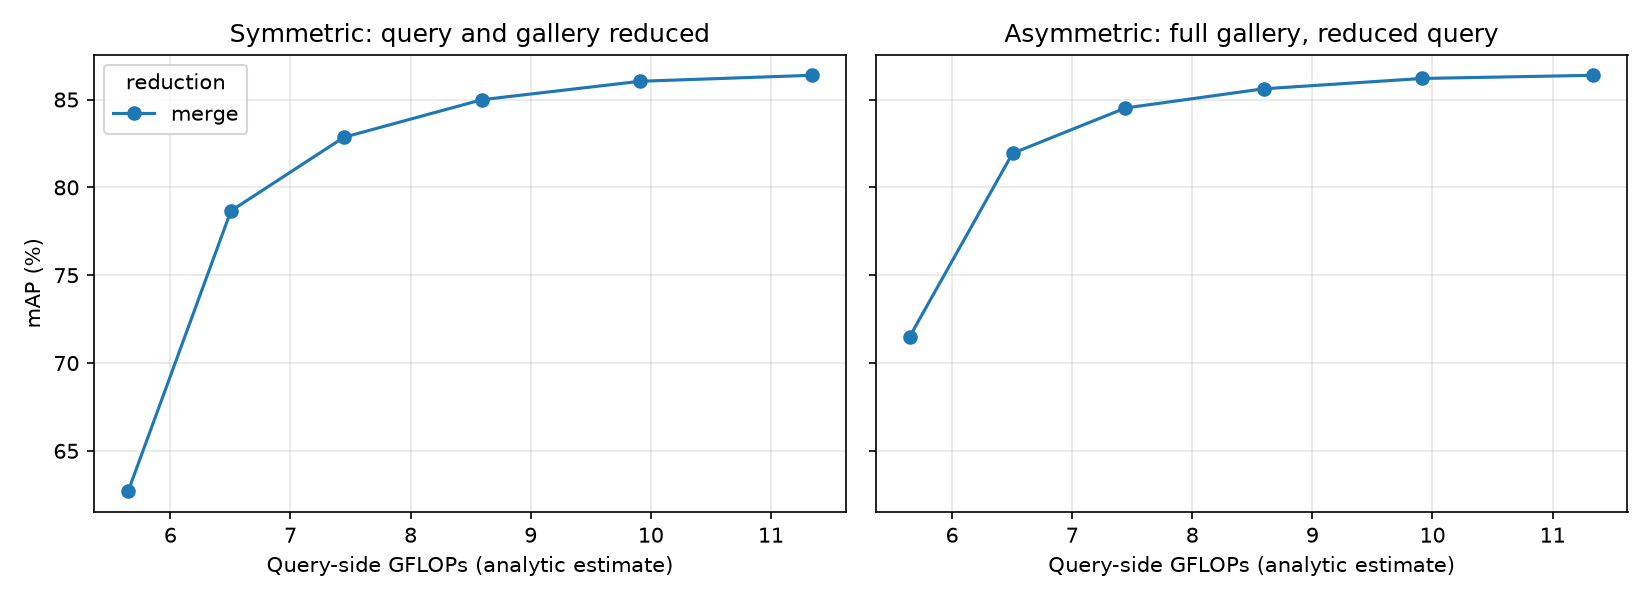 Symmetric: query and gallery reduced
reduction
merge
mAP (%)
85
80
75
70
65
6 7 8 9 10 11
Query-side GFLOPs (analytic estimate)
Asymmetric: full gallery, reduced query
6 7 8 9 10 11
Query-side GFLOPs (analytic estimate)